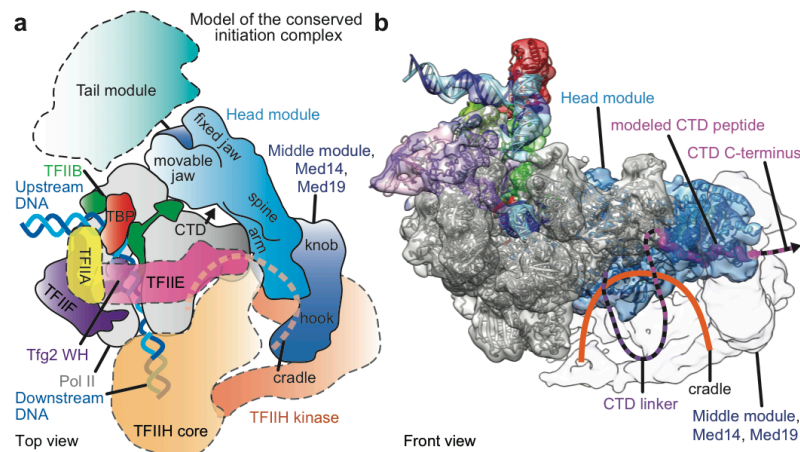 a
Model of the conserved
initiation complex
b
Tail module
Head module
fixed jaw
movable
jaw
Middle module,
Med14, Med19
TFIIB
Upstream
DNA
TBP
spine
CTD
arm
knob
TFIIA
TFIIE
TFIIF
hook
Tfg2 WH
Pol II
cradle
Downstream
DNA
TFIIH kinase
TFIIH core
Top view
Head module
modeled CTD peptide
CTD C-terminus
cradle
CTD linker
Middle module,
Med14, Med19
Front view